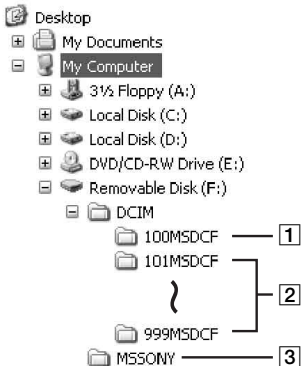 Desktop
My Documents
My Computer
3½ Floppy (A:)
Local Disk (C:)
Local Disk (D:)
DVD/CD-RW Drive (E:)
Removable Disk (F:)
DCIM
100MSDCF 1
101MSDCF
2
999MSDCF
MSSONY 3